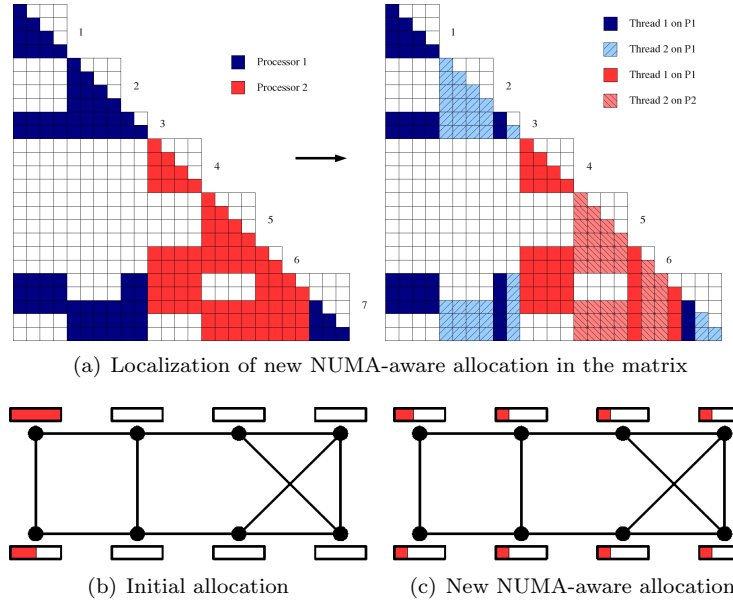 1
2
3
4
5
6
7
Processor 1
Processor 2
1
2
3
4
5
6
7
Thread 1 on P1
Thread 2 on P1
Thread 1 on P1
Thread 2 on P2
(a) Localization of new NUMA-aware allocation in the matrix
(b) Initial allocation
(c) New NUMA-aware allocation